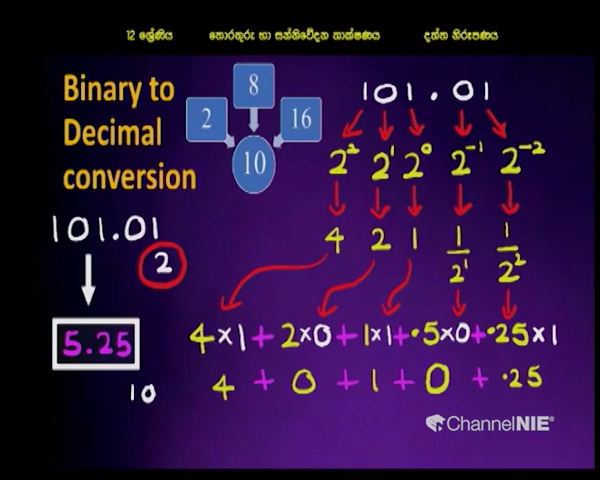 12 ශ්‍රේණිය තොරතුරු හා සන්නිවේදන තාක්ෂණය දත්ත නිරූපණය
Binary to
Decimal
conversion
8
2 16
10
101.01
2² 2¹ 2⁰ 2⁻¹ 2⁻²
4 2 1 1/2¹ 1/2²
101.01
2
5.25
10
4×1 + 2×0 + 1×1 + .5×0 + .25×1
4 + 0 + 1 + 0 + .25
ChannelNIE®